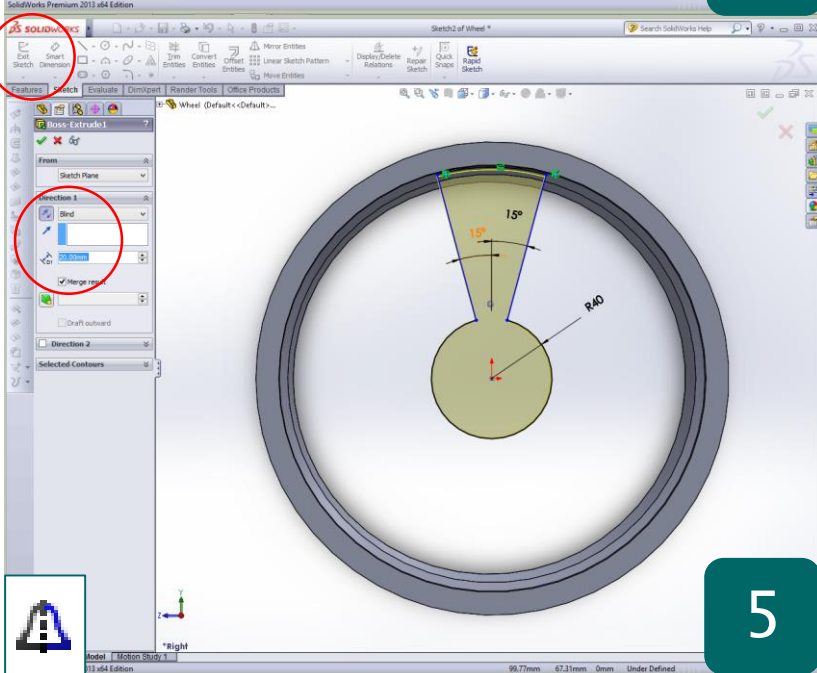 SolidWorks Premium 2013 x64 Edition
SOLIDWORKS
Sketch2 of Wheel *
Search SolidWorks Help
Exit Sketch
Smart Dimension
Trim Entities
Convert Entities
Offset Entities
Mirror Entities
Linear Sketch Pattern
Move Entities
Display/Delete Relations
Repair Sketch
Quick Snaps
Rapid Sketch
Features Sketch Evaluate DimXpert Render Tools Office Products
Wheel (Default<<Default>...
Boss-Extrude1 ?
From
Sketch Plane
Direction 1
Blind
20.00mm
Merge result
Draft outward
Direction 2
Selected Contours
15°
15°
R40
Y
Z
*Right
Model Motion Study 1
2013 x64 Edition
99.77mm 67.31mm 0mm Under Defined
5